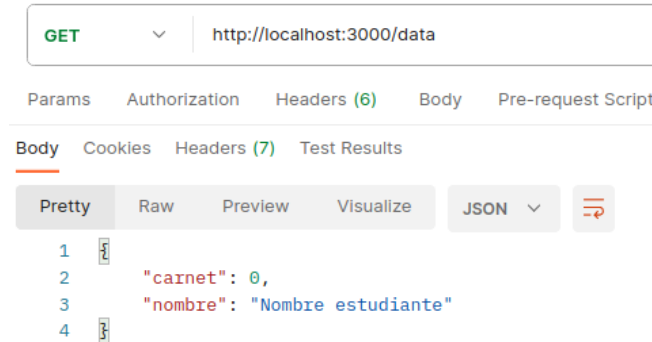 GET http://localhost:3000/data
Params Authorization Headers (6) Body Pre-request Script
Body Cookies Headers (7) Test Results
Pretty Raw Preview Visualize JSON
1 {
2 "carnet": 0,
3 "nombre": "Nombre estudiante"
4 }